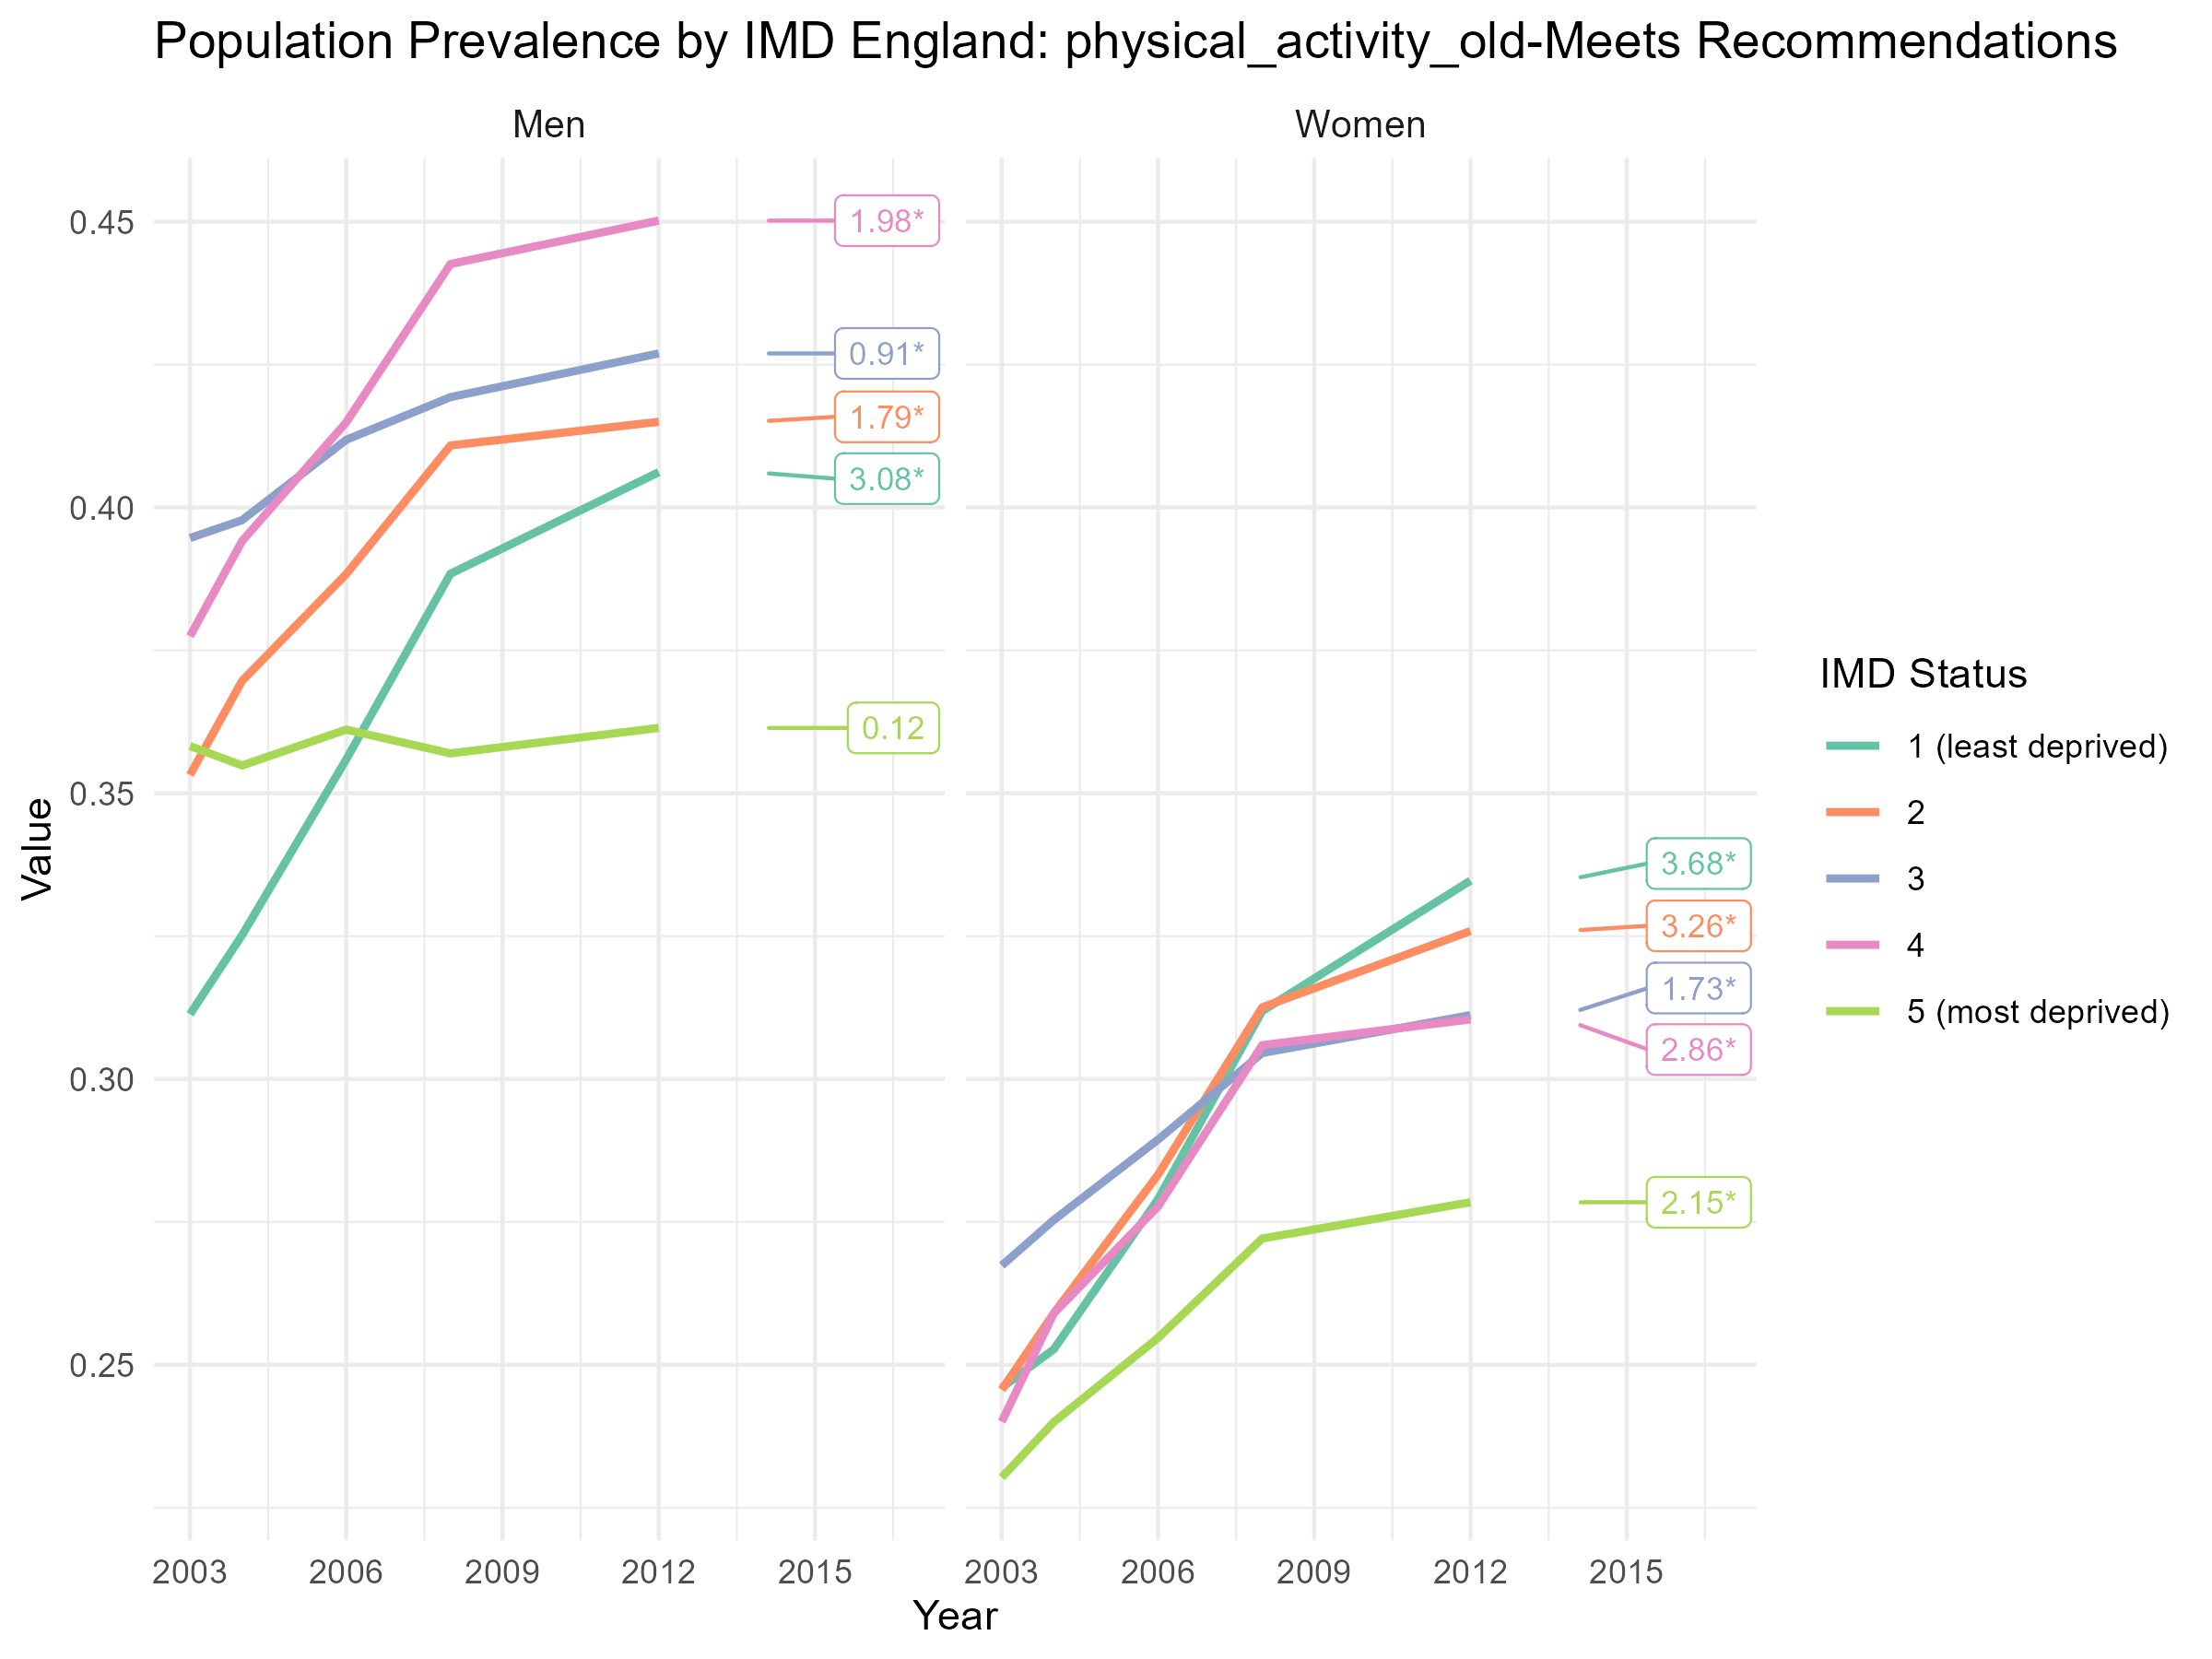 Population Prevalence by IMD England: physical_activity_old-Meets Recommendations
Men
Women
0.45
0.40
0.35
0.30
0.25
Value
1.98*
0.91*
1.79*
3.08*
0.12
3.68*
3.26*
1.73*
2.86*
2.15*
IMD Status
1 (least deprived)
2
3
4
5 (most deprived)
2003 2006 2009 2012 2015
2003 2006 2009 2012 2015
Year